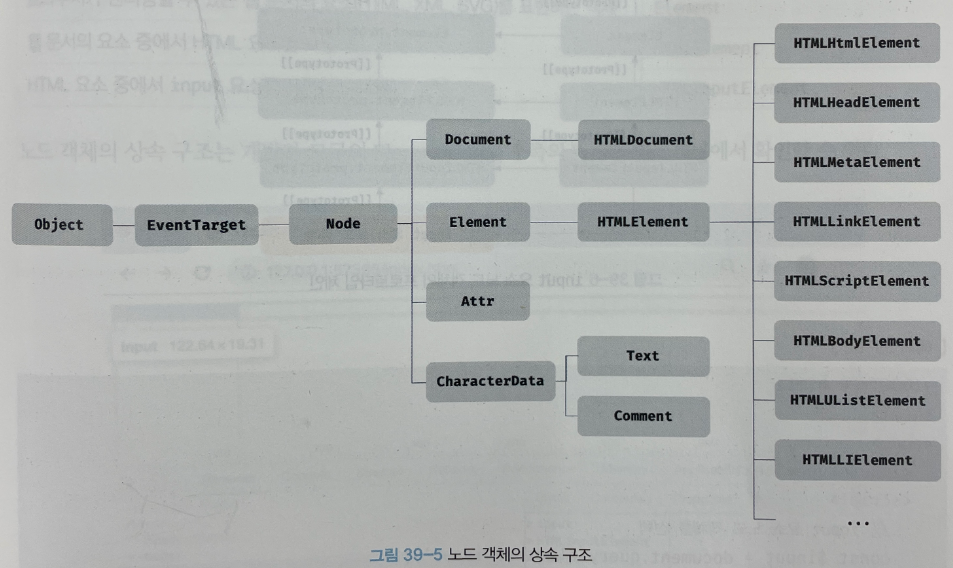 Object
EventTarget
Node
Document
Element
Attr
CharacterData
HTMLDocument
HTMLElement
Text
Comment
HTMLHtmlElement
HTMLHeadElement
HTMLMetaElement
HTMLLinkElement
HTMLScriptElement
HTMLBodyElement
HTMLUListElement
HTMLLIElement
...
그림 39-5 노드 객체의 상속 구조